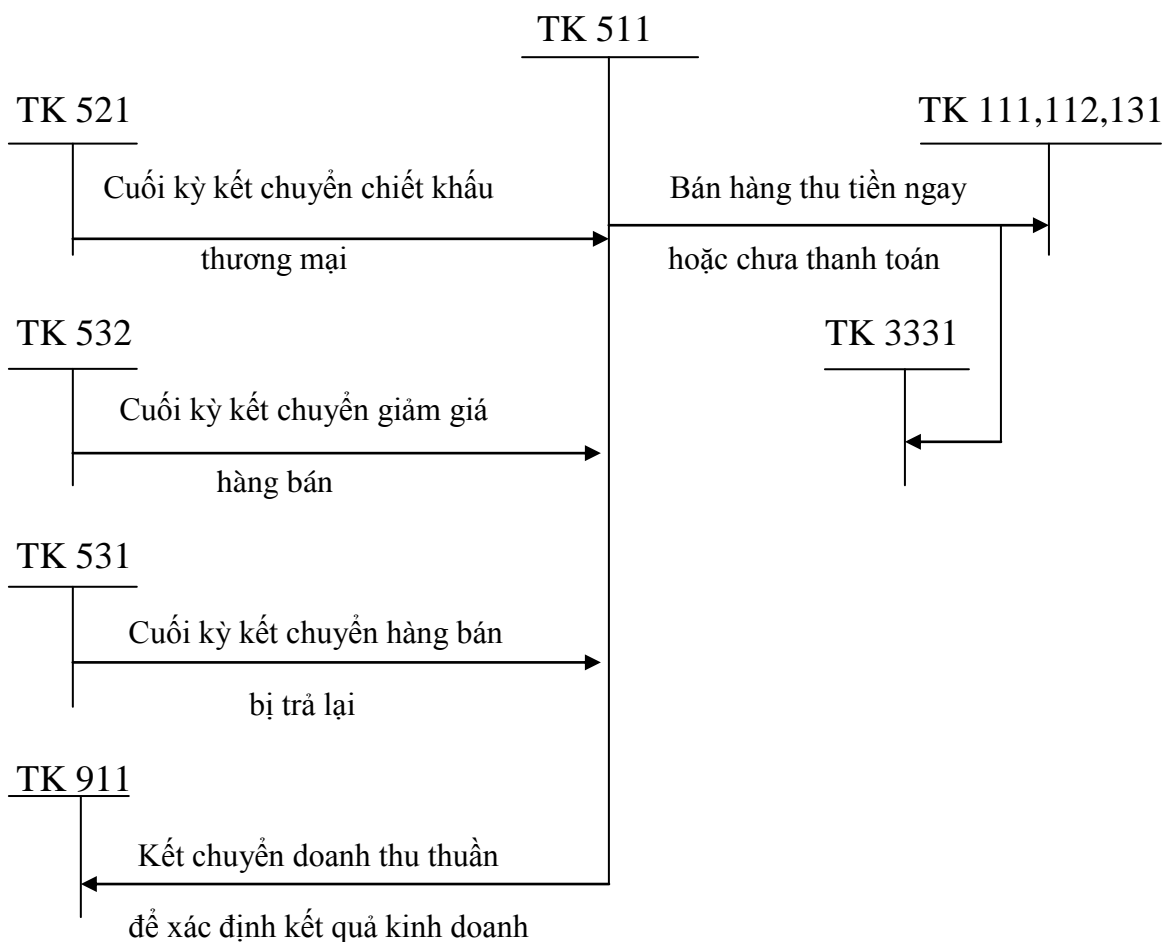 TK 511
TK 521
TK 111,112,131
Cuối kỳ kết chuyển chiết khấu
thương mại
Bán hàng thu tiền ngay
hoặc chưa thanh toán
TK 532
TK 3331
Cuối kỳ kết chuyển giảm giá
hàng bán
TK 531
Cuối kỳ kết chuyển hàng bán
bị trả lại
TK 911
Kết chuyển doanh thu thuần
để xác định kết quả kinh doanh